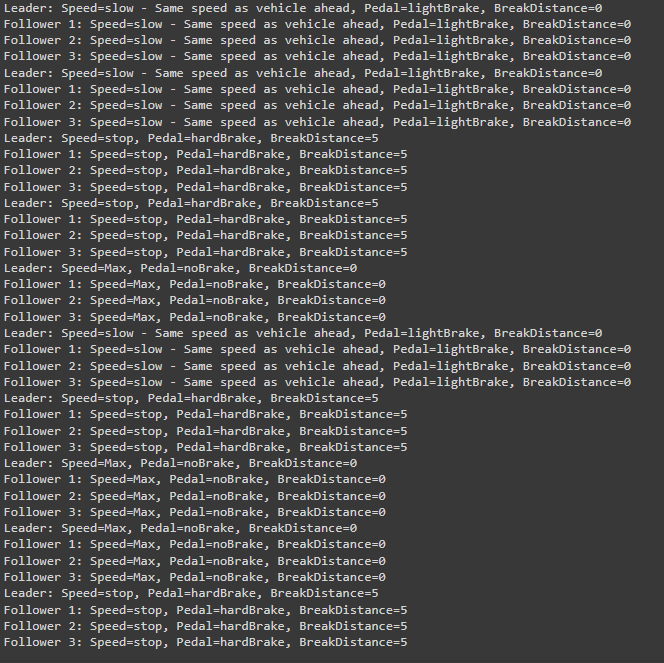 Leader: Speed=slow - Same speed as vehicle ahead, Pedal=lightBrake, BreakDistance=0
Follower 1: Speed=slow - Same speed as vehicle ahead, Pedal=lightBrake, BreakDistance=0
Follower 2: Speed=slow - Same speed as vehicle ahead, Pedal=lightBrake, BreakDistance=0
Follower 3: Speed=slow - Same speed as vehicle ahead, Pedal=lightBrake, BreakDistance=0
Leader: Speed=slow - Same speed as vehicle ahead, Pedal=lightBrake, BreakDistance=0
Follower 1: Speed=slow - Same speed as vehicle ahead, Pedal=lightBrake, BreakDistance=0
Follower 2: Speed=slow - Same speed as vehicle ahead, Pedal=lightBrake, BreakDistance=0
Follower 3: Speed=slow - Same speed as vehicle ahead, Pedal=lightBrake, BreakDistance=0
Leader: Speed=stop, Pedal=hardBrake, BreakDistance=5
Follower 1: Speed=stop, Pedal=hardBrake, BreakDistance=5
Follower 2: Speed=stop, Pedal=hardBrake, BreakDistance=5
Follower 3: Speed=stop, Pedal=hardBrake, BreakDistance=5
Leader: Speed=stop, Pedal=hardBrake, BreakDistance=5
Follower 1: Speed=stop, Pedal=hardBrake, BreakDistance=5
Follower 2: Speed=stop, Pedal=hardBrake, BreakDistance=5
Follower 3: Speed=stop, Pedal=hardBrake, BreakDistance=5
Leader: Speed=Max, Pedal=noBrake, BreakDistance=0
Follower 1: Speed=Max, Pedal=noBrake, BreakDistance=0
Follower 2: Speed=Max, Pedal=noBrake, BreakDistance=0
Follower 3: Speed=Max, Pedal=noBrake, BreakDistance=0
Leader: Speed=slow - Same speed as vehicle ahead, Pedal=lightBrake, BreakDistance=0
Follower 1: Speed=slow - Same speed as vehicle ahead, Pedal=lightBrake, BreakDistance=0
Follower 2: Speed=slow - Same speed as vehicle ahead, Pedal=lightBrake, BreakDistance=0
Follower 3: Speed=slow - Same speed as vehicle ahead, Pedal=lightBrake, BreakDistance=0
Leader: Speed=stop, Pedal=hardBrake, BreakDistance=5
Follower 1: Speed=stop, Pedal=hardBrake, BreakDistance=5
Follower 2: Speed=stop, Pedal=hardBrake, BreakDistance=5
Follower 3: Speed=stop, Pedal=hardBrake, BreakDistance=5
Leader: Speed=Max, Pedal=noBrake, BreakDistance=0
Follower 1: Speed=Max, Pedal=noBrake, BreakDistance=0
Follower 2: Speed=Max, Pedal=noBrake, BreakDistance=0
Follower 3: Speed=Max, Pedal=noBrake, BreakDistance=0
Leader: Speed=Max, Pedal=noBrake, BreakDistance=0
Follower 1: Speed=Max, Pedal=noBrake, BreakDistance=0
Follower 2: Speed=Max, Pedal=noBrake, BreakDistance=0
Follower 3: Speed=Max, Pedal=noBrake, BreakDistance=0
Leader: Speed=stop, Pedal=hardBrake, BreakDistance=5
Follower 1: Speed=stop, Pedal=hardBrake, BreakDistance=5
Follower 2: Speed=stop, Pedal=hardBrake, BreakDistance=5
Follower 3: Speed=stop, Pedal=hardBrake, BreakDistance=5